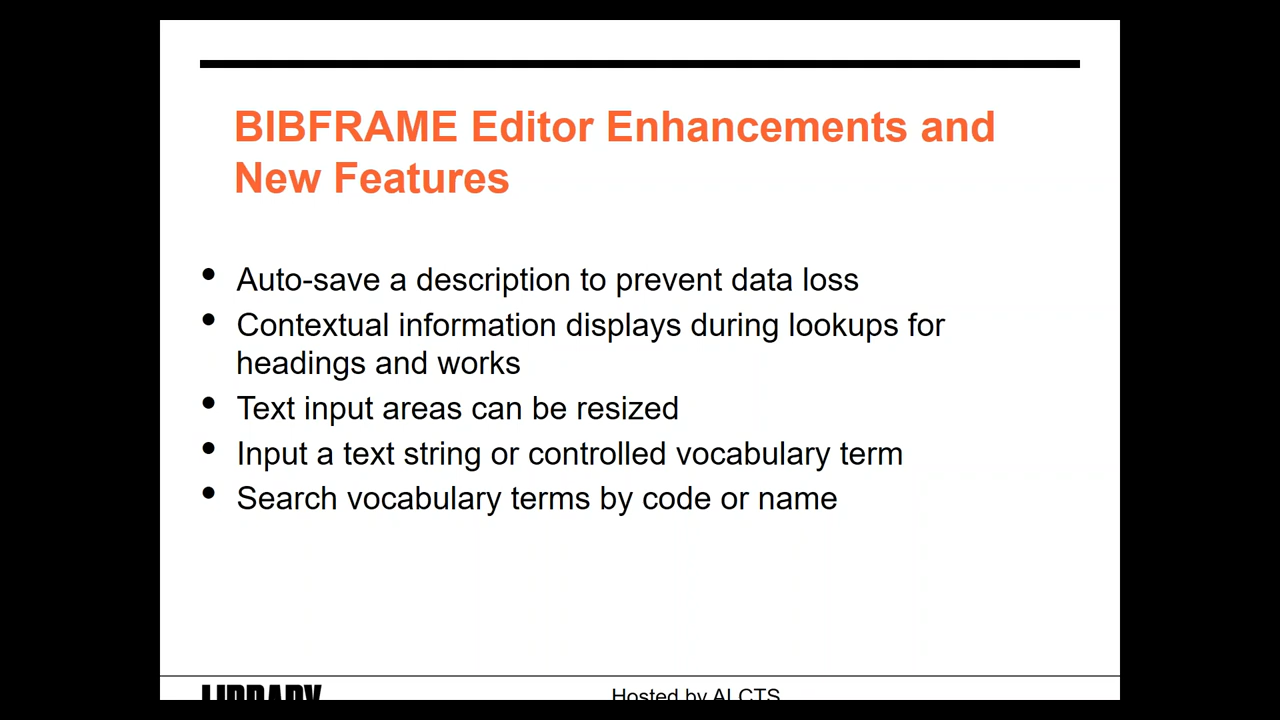 BIBFRAME Editor Enhancements and
New Features
• Auto-save a description to prevent data loss
• Contextual information displays during lookups for
headings and works
• Text input areas can be resized
• Input a text string or controlled vocabulary term
• Search vocabulary terms by code or name
LIBRARY
Hosted by ALCTS